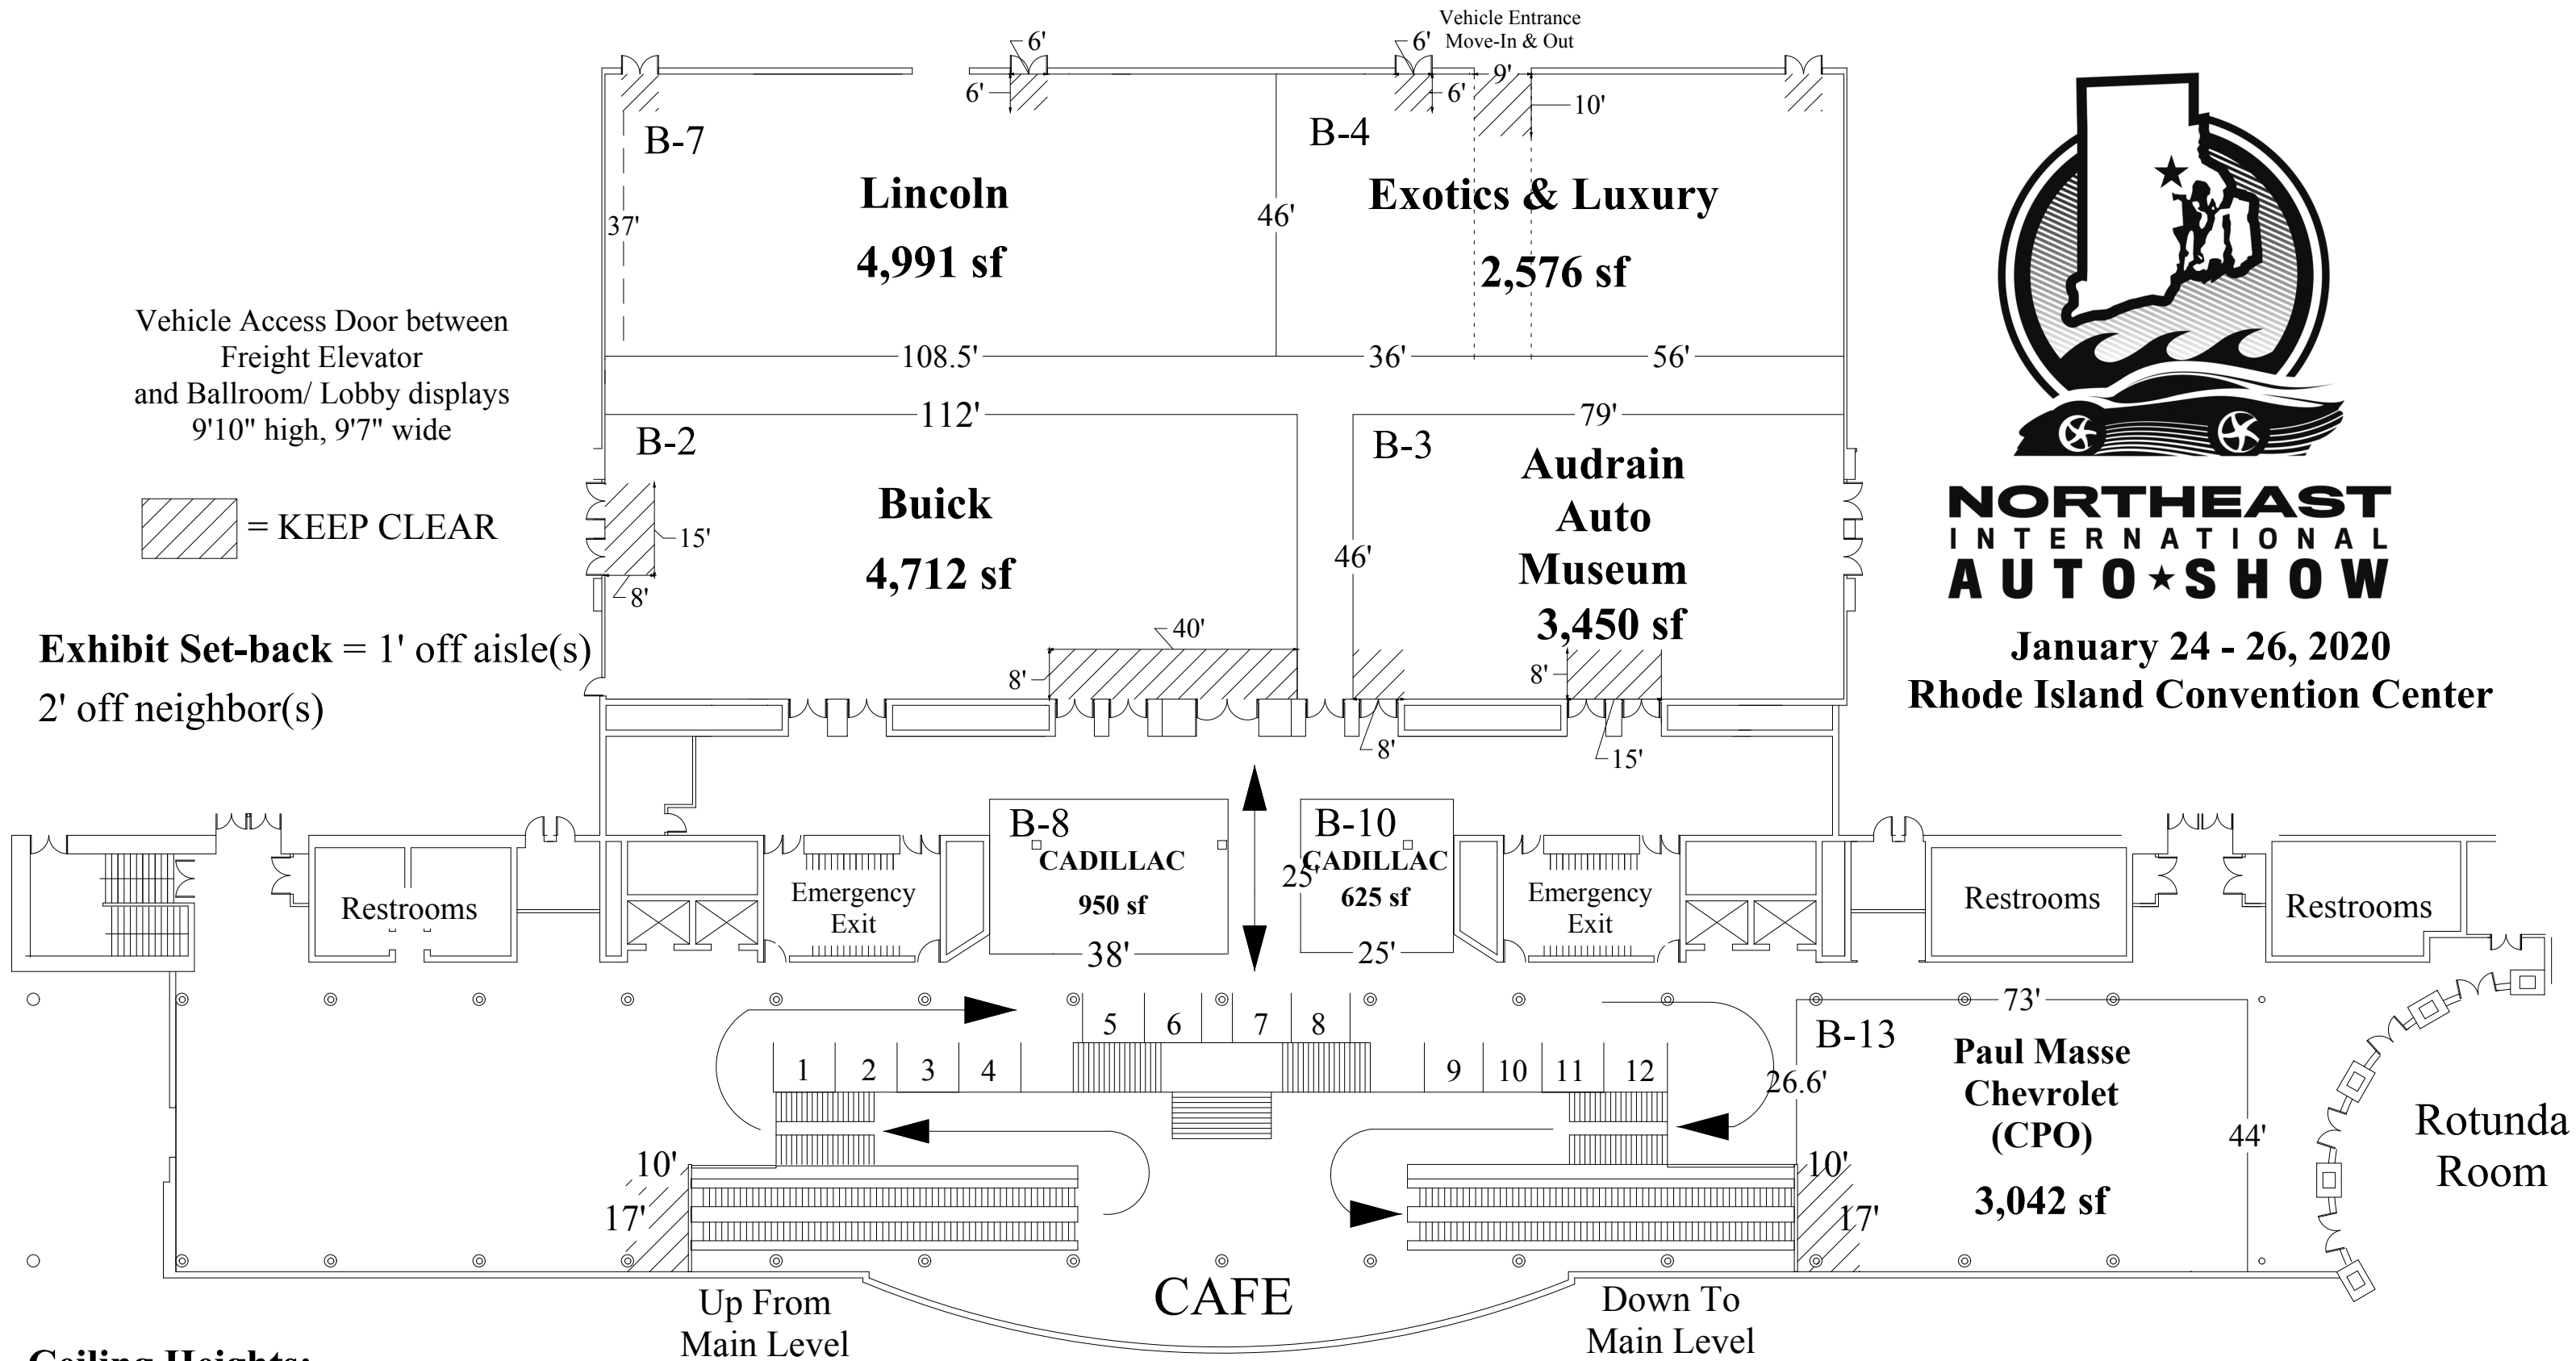 Vehicle Entrance
Move-In & Out
6'
6'
9'
6'
6'
10'
B-7
B-4
Lincoln
4,991 sf
Exotics & Luxury
2,576 sf
37'
46'
108.5'
36'
56'
Vehicle Access Door between
Freight Elevator
and Ballroom/ Lobby displays
9'10" high, 9'7" wide
= KEEP CLEAR
Exhibit Set-back = 1' off aisle(s)
2' off neighbor(s)
112'
79'
B-2
B-3
Buick
4,712 sf
Audrain
Auto
Museum
3,450 sf
15'
8'
46'
40'
8'
8'
8'
15'
NORTHEAST
INTERNATIONAL
AUTO★SHOW
January 24 - 26, 2020
Rhode Island Convention Center
B-8
CADILLAC
950 sf
38'
B-10
CADILLAC
625 sf
25'
25'
Restrooms
Emergency
Exit
Emergency
Exit
Restrooms
Restrooms
5 6 7 8
1 2 3 4
9 10 11 12
73'
B-13
26.6'
Paul Masse
Chevrolet
(CPO)
3,042 sf
44'
Rotunda
Room
10'
17'
10'
17'
CAFE
Up From
Main Level
Down To
Main Level